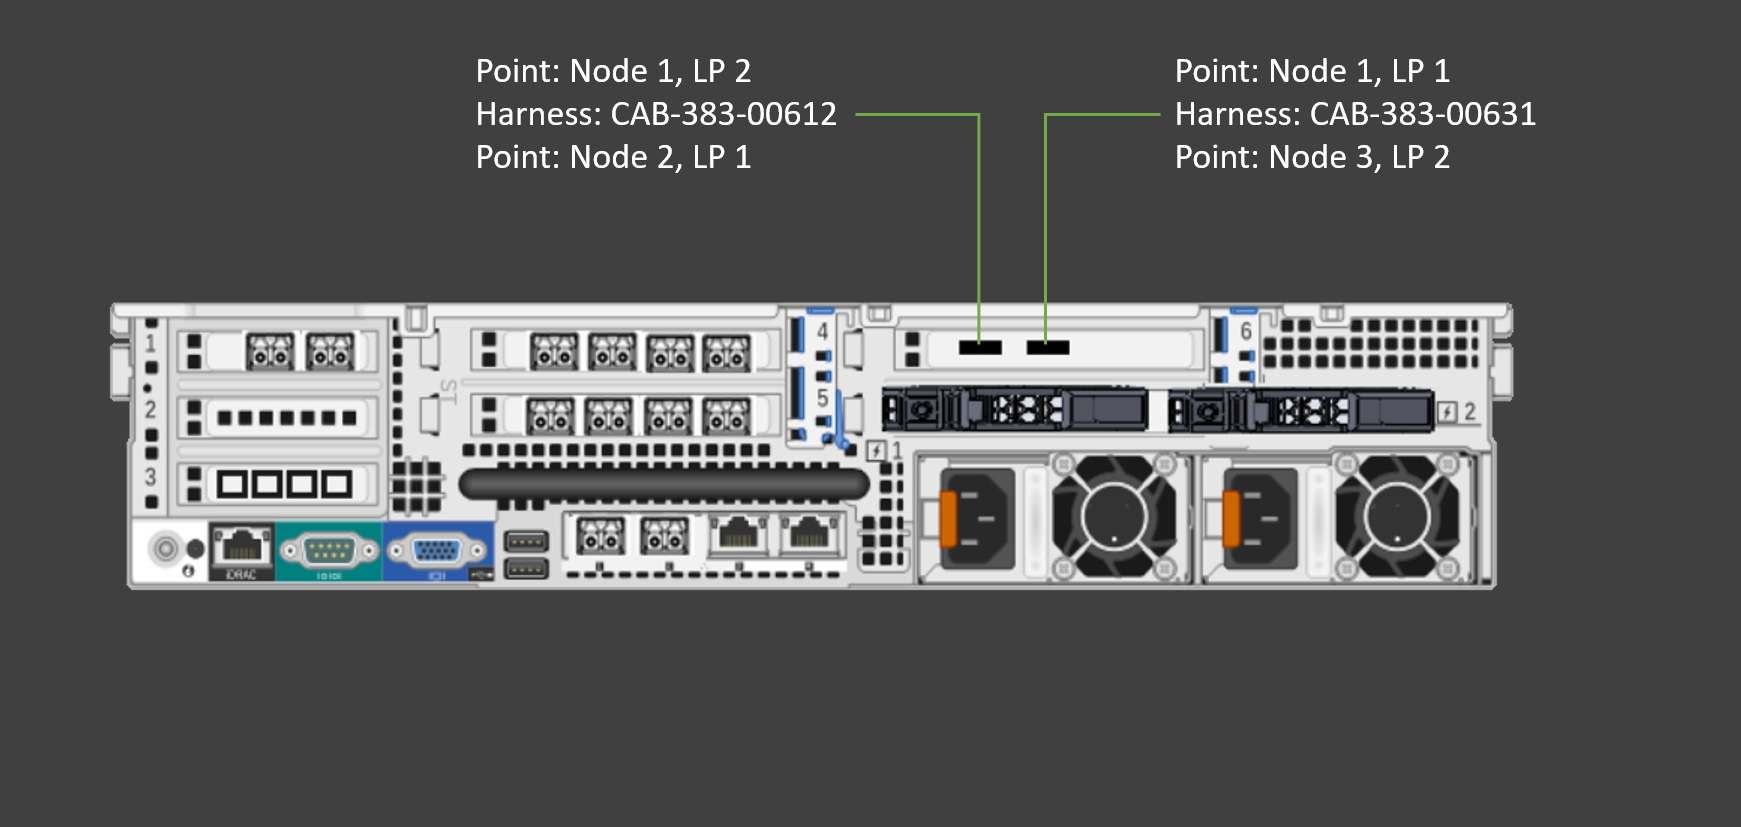 Point: Node 1, LP 2
Harness: CAB-383-00612
Point: Node 2, LP 1
Point: Node 1, LP 1
Harness: CAB-383-00631
Point: Node 3, LP 2
1
2
3
4
5
6
1
2
iDRAC